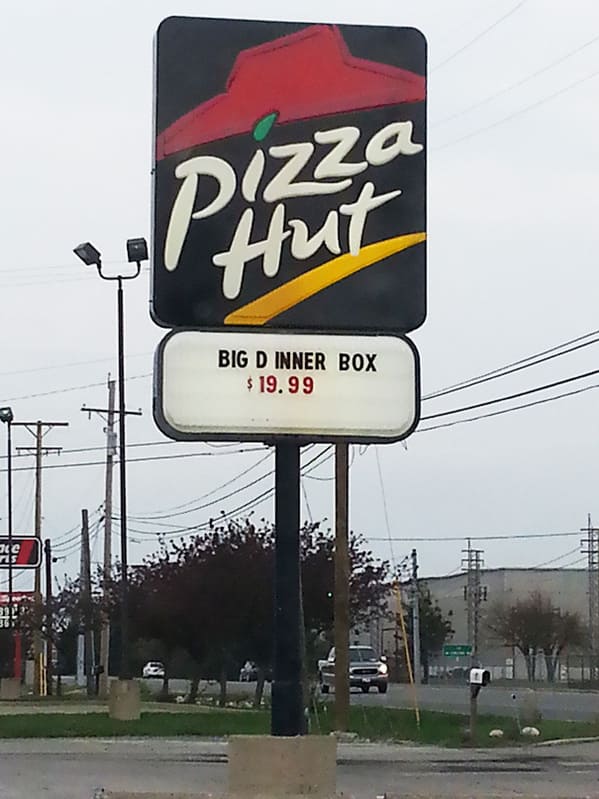 Pizza
Hut
BIG D INNER BOX
$19.99